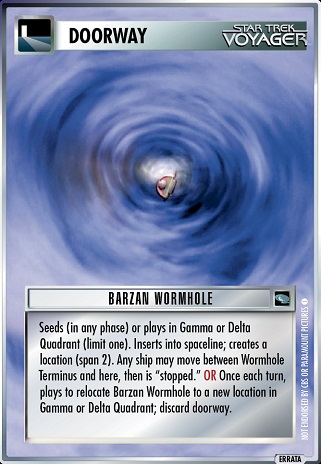 DOORWAY
STAR TREK
VOYAGER
BARZAN WORMHOLE
Seeds (in any phase) or plays in Gamma or Delta
Quadrant (limit one). Inserts into spaceline; creates a
location (span 2). Any ship may move between Wormhole
Terminus and here, then is “stopped.” OR Once each turn,
plays to relocate Barzan Wormhole to a new location in
Gamma or Delta Quadrant; discard doorway.
NOT ENDORSED BY CBS OR PARAMOUNT PICTURES
ERRATA